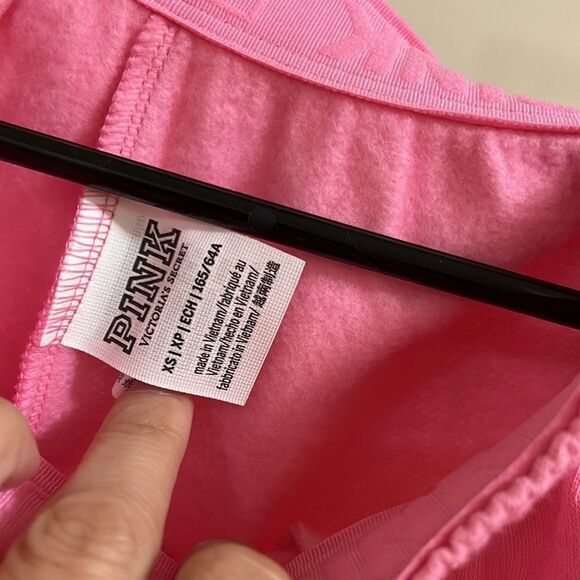 PINK
VICTORIA'S SECRET
XS | XP | ECH | 165/64A
made in Vietnam/fabriqué au
Vietnam/hecho en Vietnam/
fabbricato in Vietnam/ 越南制造